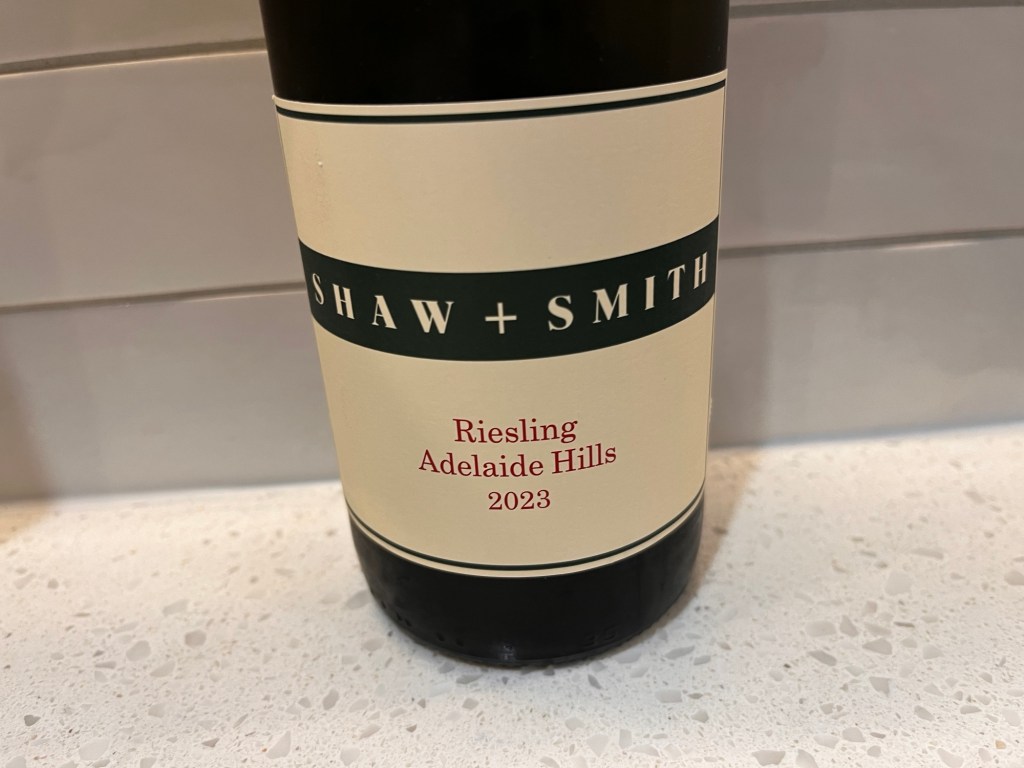 SHAW + SMITH
Riesling
Adelaide Hills
2023